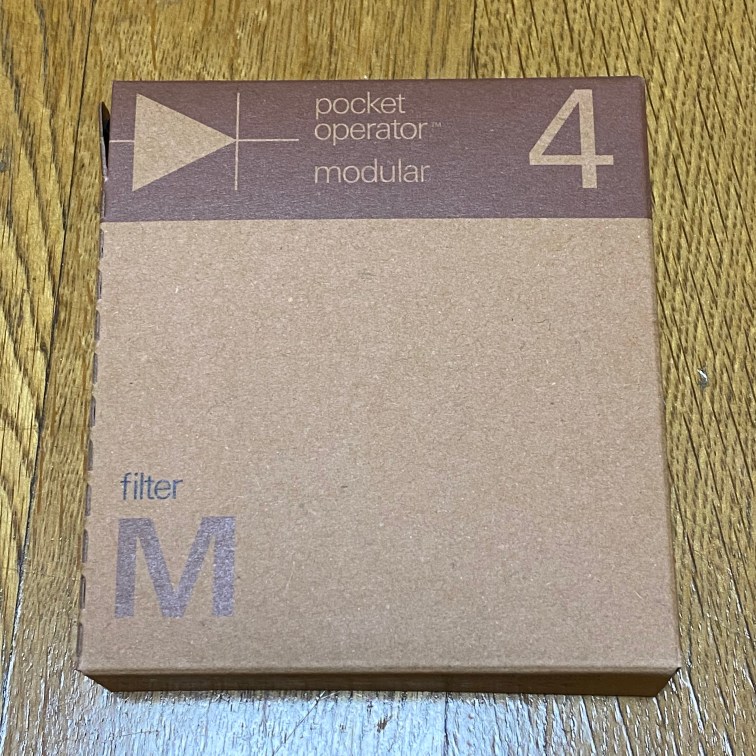 pocket
operator™
modular
4
filter
M